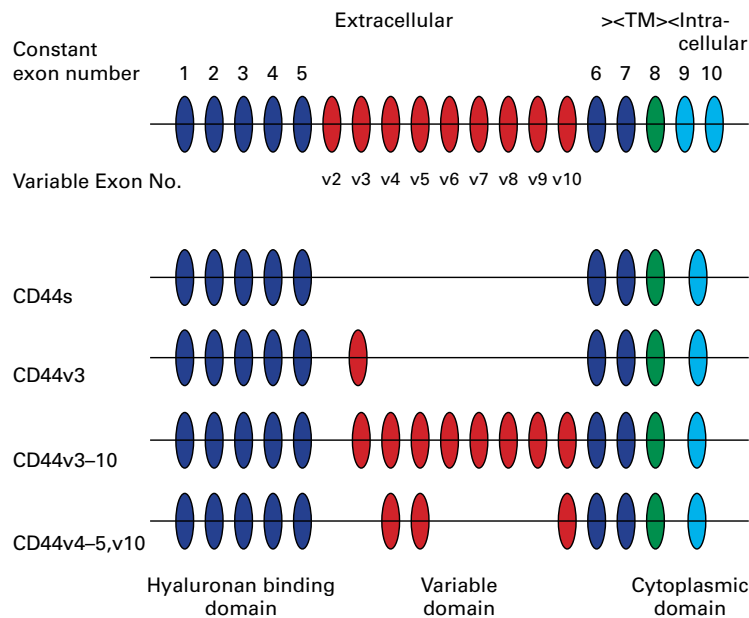 Extracellular
><TM><Intra-
cellular
Constant
exon number
1 2 3 4 5 6 7 8 9 10
Variable Exon No.
v2 v3 v4 v5 v6 v7 v8 v9 v10
CD44s
CD44v3
CD44v3–10
CD44v4–5,v10
Hyaluronan binding
domain
Variable
domain
Cytoplasmic
domain